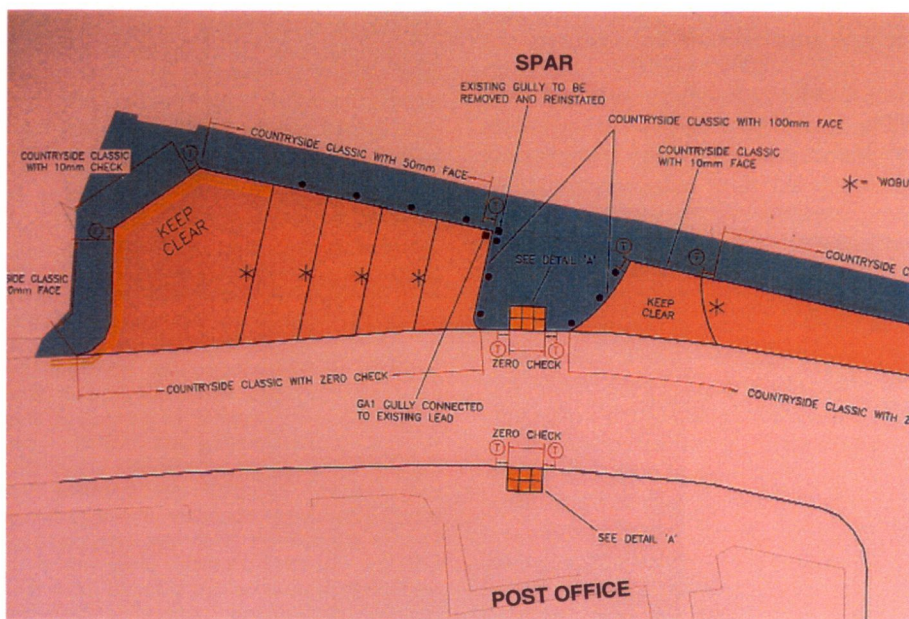 SPAR
EXISTING GULLY TO BE
REMOVED AND REINSTATED
COUNTRYSIDE CLASSIC WITH 100mm FACE
COUNTRYSIDE CLASSIC
WITH 10mm FACE
COUNTRYSIDE CLASSIC WITH 50mm FACE
COUNTRYSIDE CLASSIC
WITH 10mm CHECK
T
T
T
T
T
= 'WOBU
KEEP
CLEAR
SEE DETAIL 'A'
KEEP
CLEAR
COUNTRYSIDE C
SIDE CLASSIC
0mm FACE
T
T
ZERO CHECK
COUNTRYSIDE CLASSIC WITH ZERO CHECK
COUNTRYSIDE CLASSIC WITH Z
GA1 GULLY CONNECTED
TO EXISTING LEAD
ZERO CHECK
T
T
SEE DETAIL 'A'
POST OFFICE